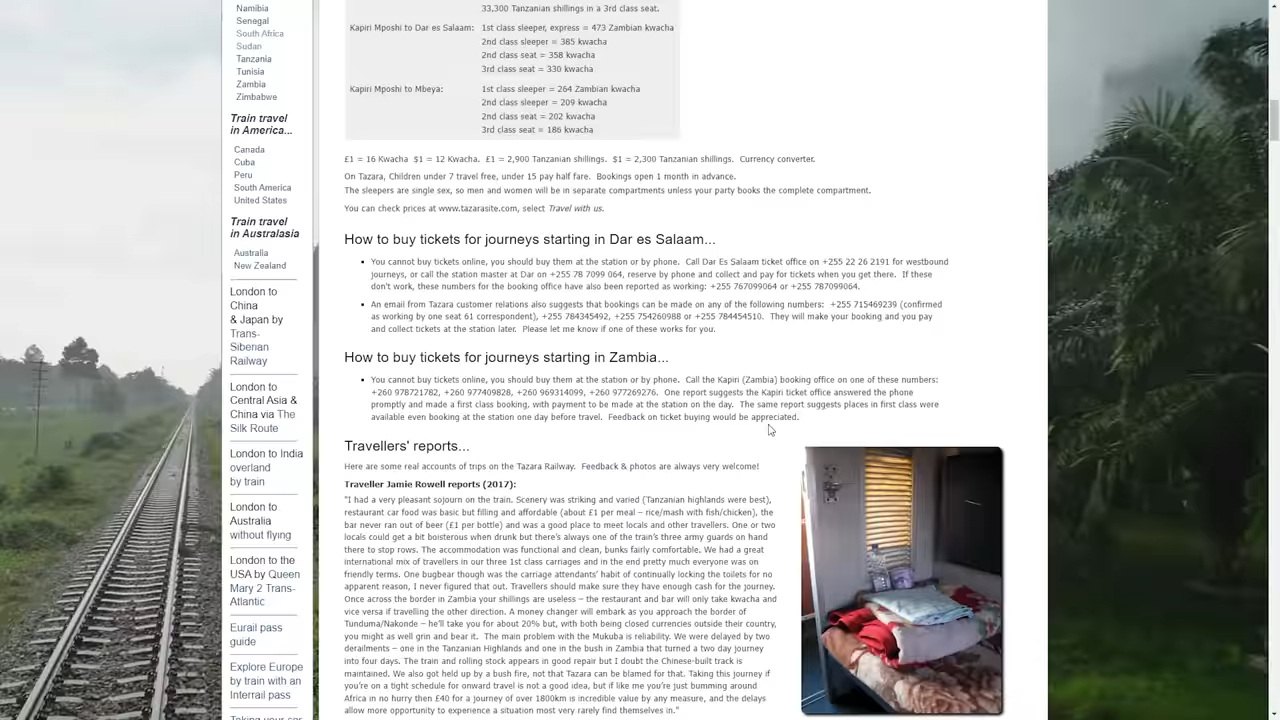 Namibia
Senegal
South Africa
Sudan
Tanzania
Tunisia
Zambia
Zimbabwe
Train travel
in America...
Canada
Cuba
Peru
South America
United States
Train travel
in Australasia
Australia
New Zealand
London to
China
& Japan by
Trans-
Siberian
Railway
London to
Central Asia &
China via The
Silk Route
London to India
overland
by train
London to
Australia
without flying
London to the
USA by Queen
Mary 2 Trans-
Atlantic
Eurail pass
guide
Explore Europe
by train with an
Interrail pass
33,300 Tanzanian shillings in a 3rd class seat.
Kapiri Mposhi to Dar es Salaam: 1st class sleeper, express = 473 Zambian kwacha
2nd class sleeper = 385 kwacha
2nd class seat = 358 kwacha
3rd class seat = 330 kwacha
Kapiri Mposhi to Mbeya: 1st class sleeper = 264 Zambian kwacha
2nd class sleeper = 209 kwacha
2nd class seat = 202 kwacha
3rd class seat = 186 kwacha
£1 = 16 Kwacha $1 = 12 Kwacha. £1 = 2,900 Tanzanian shillings. $1 = 2,300 Tanzanian shillings. Currency converter.
On Tazara, Children under 7 travel free, under 15 pay half fare. Bookings open 1 month in advance.
The sleepers are single sex, so men and women will be in separate compartments unless your party books the complete compartment.
You can check prices at www.tazarasite.com, select Travel with us.
How to buy tickets for journeys starting in Dar es Salaam...
• You cannot buy tickets online, you should buy them at the station or by phone. Call Dar Es Salaam ticket office on +255 22 26 2191 for westbound
journeys, or call the station master at Dar on +255 78 7099 064, reserve by phone and collect and pay for tickets when you get there. If these
don't work, these numbers for the booking office have also been reported as working: +255 767099064 or +255 787099064.
• An email from Tazara customer relations also suggests that bookings can be made on any of the following numbers: +255 715469239 (confirmed
as working by one seat 61 correspondent), +255 784345492, +255 754260988 or +255 784454510. They will make your booking and you pay
and collect tickets at the station later. Please let me know if one of these works for you.
How to buy tickets for journeys starting in Zambia...
• You cannot buy tickets online, you should buy them at the station or by phone. Call the Kapiri (Zambia) booking office on one of these numbers:
+260 978721782, +260 977409828, +260 969314099, +260 977269276. One report suggests the Kapiri ticket office answered the phone
promptly and made a first class booking, with payment to be made at the station on the day. The same report suggests places in first class were
available even booking at the station one day before travel. Feedback on ticket buying would be appreciated.
Travellers' reports...
Here are some real accounts of trips on the Tazara Railway. Feedback & photos are always very welcome!
Traveller Jamie Rowell reports (2017):
"I had a very pleasant sojourn on the train. Scenery was striking and varied (Tanzanian highlands were best),
restaurant car food was basic but filling and affordable (about £1 per meal – rice/mash with fish/chicken), the
bar never ran out of beer (£1 per bottle) and was a good place to meet locals and other travellers. One or two
locals could get a bit boisterous when drunk but there's always one of the train's three army guards on hand
there to stop rows. The accommodation was functional and clean, bunks fairly comfortable. We had a great
international mix of travellers in our three 1st class carriages and in the end pretty much everyone was on
friendly terms. One bugbear though was the carriage attendants' habit of continually locking the toilets for no
apparent reason, I never figured that out. Travellers should make sure they have enough cash for the journey.
Once across the border in Zambia your shillings are useless – the restaurant and bar will only take kwacha and
vice versa if travelling the other direction. A money changer will embark as you approach the border of
Tunduma/Nakonde – he'll take you for about 20% but, with both being closed currencies outside their country,
you might as well grin and bear it. The main problem with the Mukuba is reliability. We were delayed by two
derailments – one in the Tanzanian Highlands and one in the bush in Zambia that turned a two day journey
into four days. The train and rolling stock appears in good repair but I doubt the Chinese-built track is
maintained. We also got held up by a bush fire, not that Tazara can be blamed for that. Taking this journey if
you're on a tight schedule for onward travel is not a good idea, but if like me you're just bumming around
Africa in no hurry then £40 for a journey of over 1800km is incredible value by any measure, and the delays
allow more opportunity to experience a situation most very rarely find themselves in."